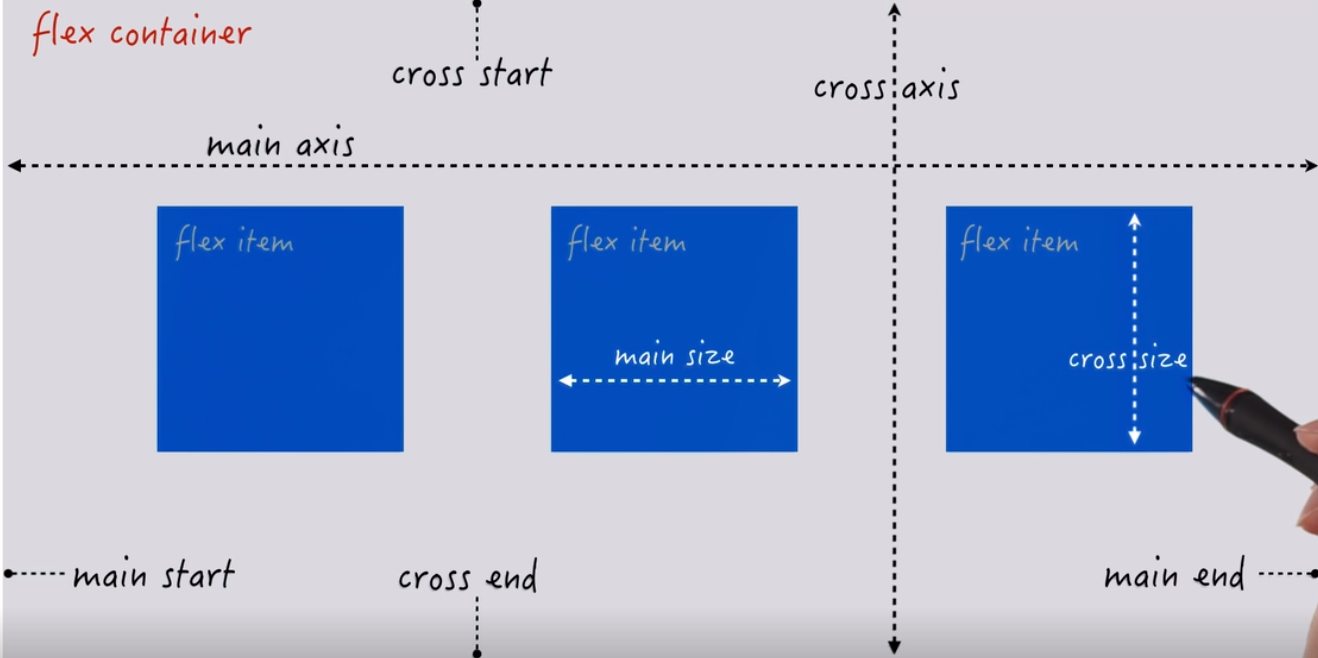 flex container
cross start
cross axis
main axis
flex item
flex item
flex item
main size
cross size
main start
cross end
main end